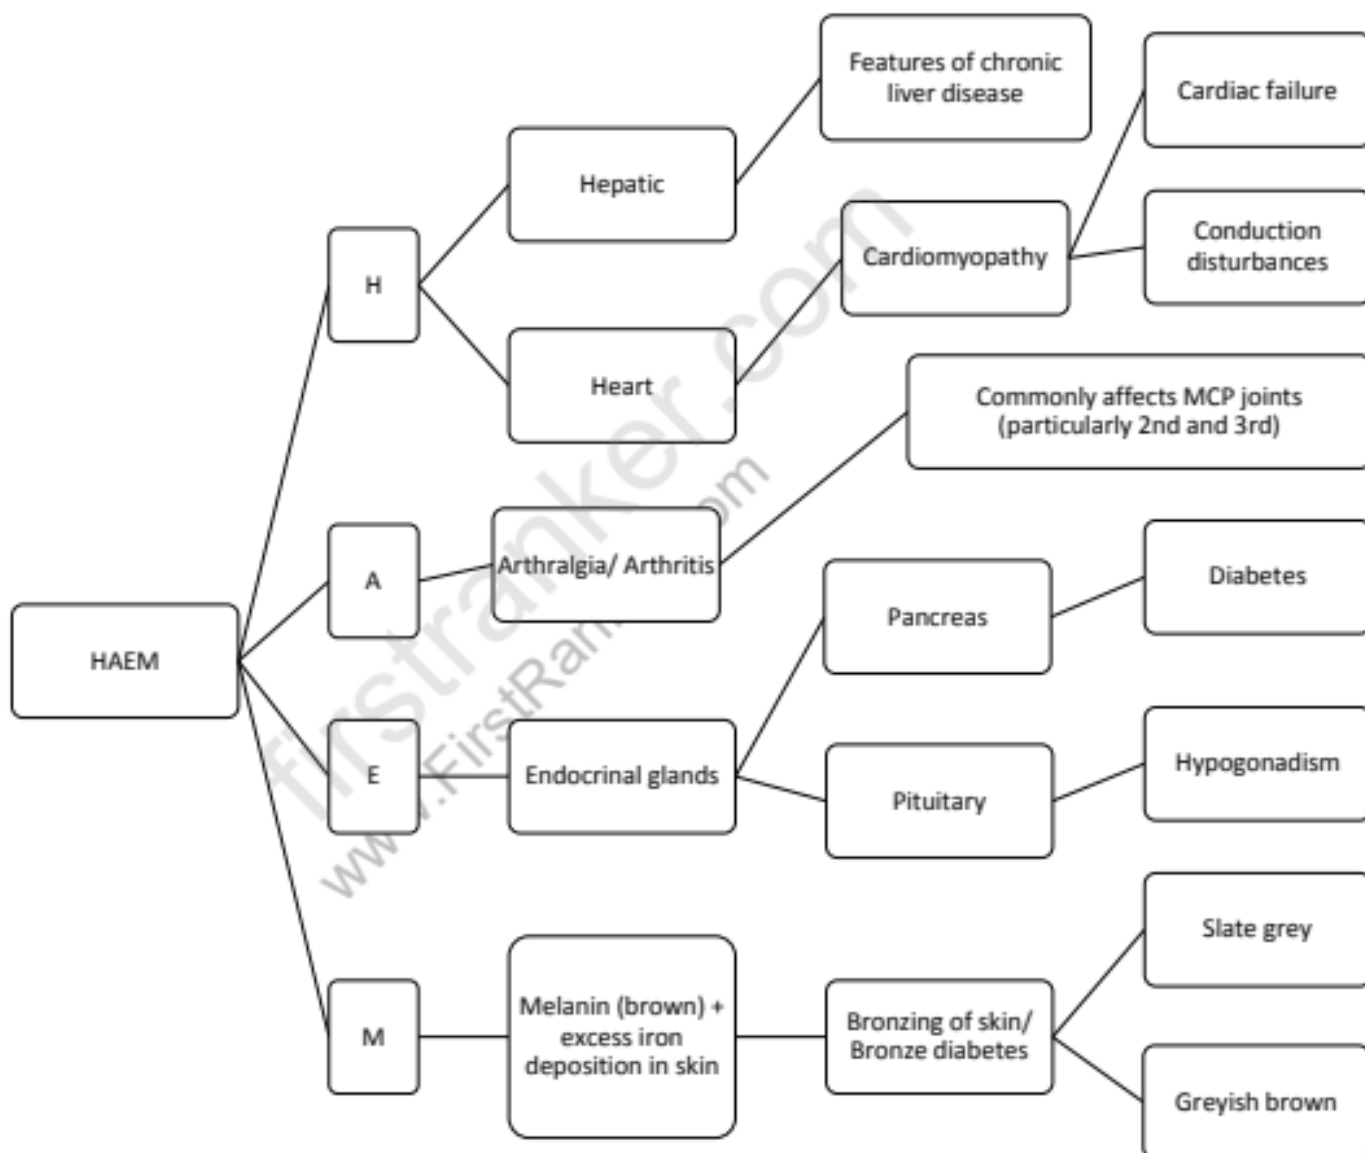 Features of chronic
liver disease
Cardiac failure
Hepatic
Conduction
disturbances
Cardiomyopathy
H
Heart
Commonly affects MCP joints
(particularly 2nd and 3rd)
A
Arthralgia/ Arthritis
Diabetes
Pancreas
HAEM
E
Endocrinal glands
Hypogonadism
Pituitary
Slate grey
M
Melanin (brown) +
excess iron
deposition in skin
Bronzing of skin/
Bronze diabetes
Greyish brown
firstranker.com
www.FirstRanker.com